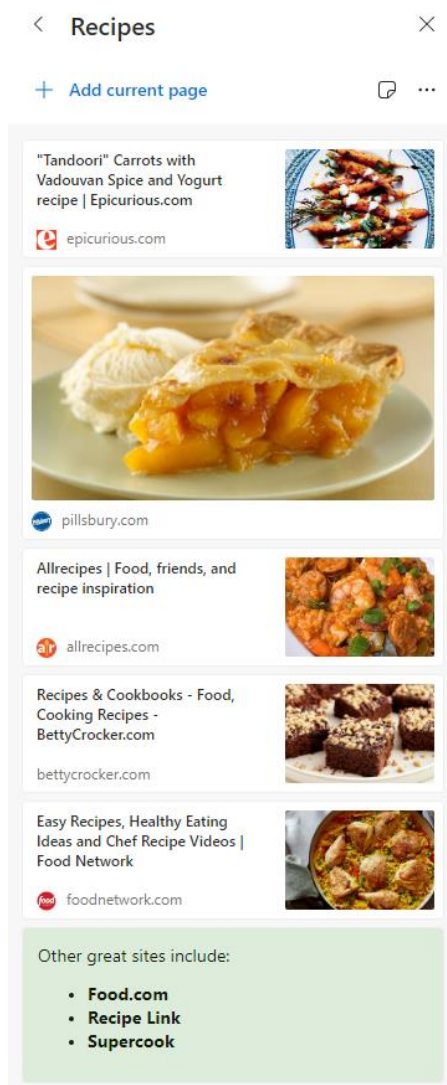 Recipes
Add current page
"Tandoori" Carrots with
Vadouvan Spice and Yogurt
recipe | Epicurious.com
e epicurious.com
Pillsbury pillsbury.com
Allrecipes | Food, friends, and
recipe inspiration
ar allrecipes.com
Recipes & Cookbooks - Food,
Cooking Recipes -
BettyCrocker.com
bettycrocker.com
Easy Recipes, Healthy Eating
Ideas and Chef Recipe Videos |
Food Network
food foodnetwork.com
Other great sites include:
• Food.com
• Recipe Link
• Supercook